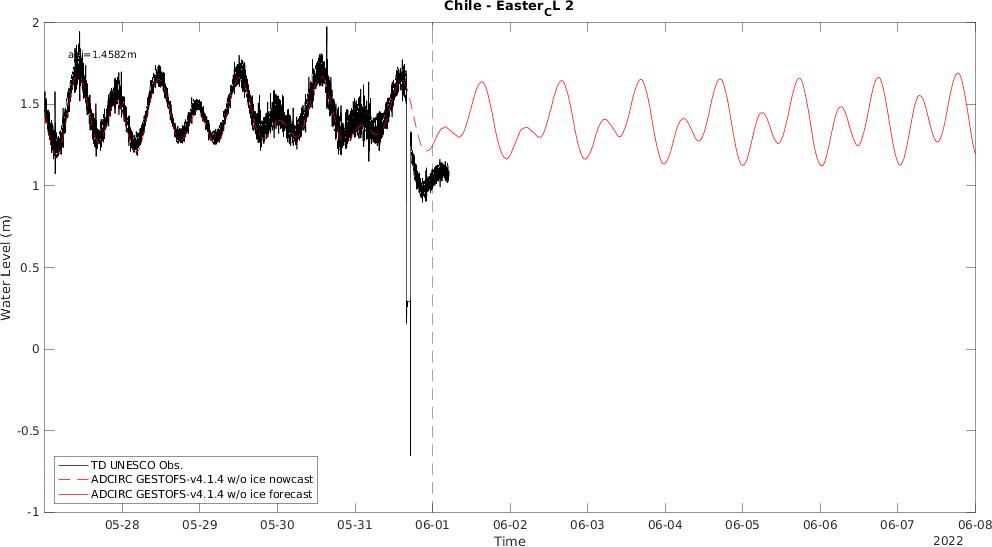 Chile - Easter_CL 2
=1.4582m
Water Level (m)
2
1.5
1
0.5
0
-0.5
-1
TD UNESCO Obs.
ADCIRC GESTOFS-v4.1.4 w/o ice nowcast
ADCIRC GESTOFS-v4.1.4 w/o ice forecast
05-28 05-29 05-30 05-31 06-01 06-02 06-03 06-04 06-05 06-06 06-07 06-08
Time
2022